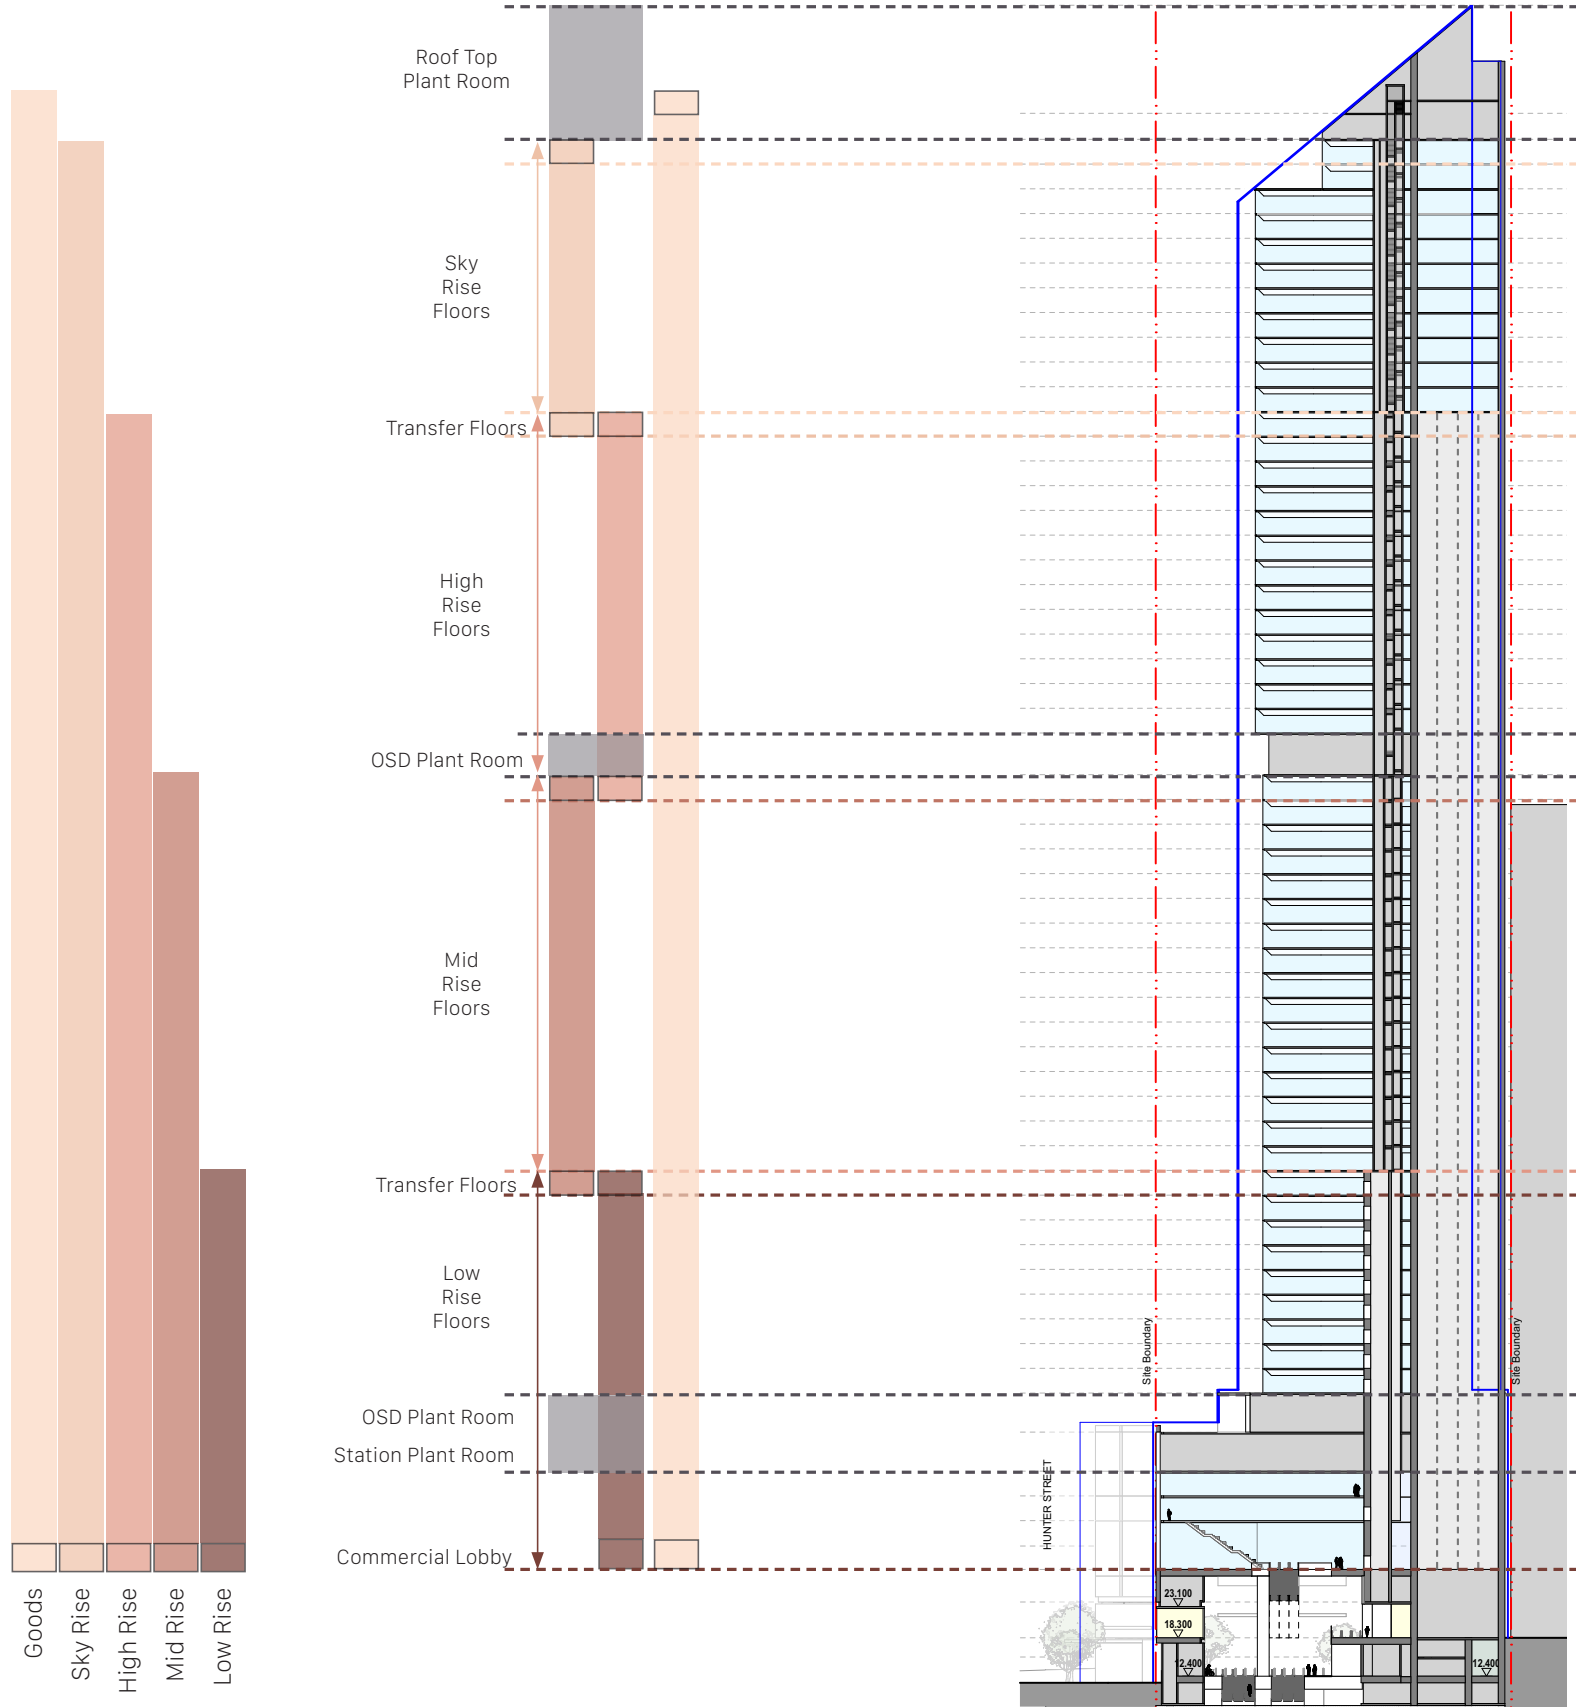 Roof Top
Plant Room
Sky
Rise
Floors
Transfer Floors
High
Rise
Floors
OSD Plant Room
Mid
Rise
Floors
Transfer Floors
Low
Rise
Floors
OSD Plant Room
Station Plant Room
Commercial Lobby
Goods
Sky Rise
High Rise
Mid Rise
Low Rise
Site Boundary
Site Boundary
HUNTER STREET
23.100
18.300
12.400
12.400